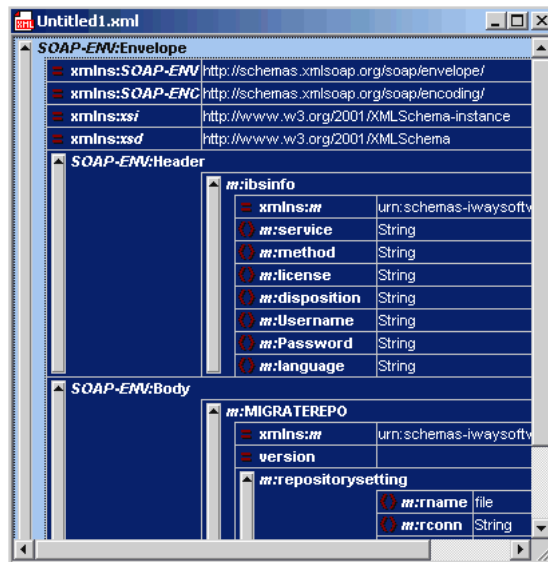 Untitled1.xml
SOAP-ENV:Envelope
xmlns:SOAP-ENV http://schemas.xmlsoap.org/soap/envelope/
xmlns:SOAP-ENC http://schemas.xmlsoap.org/soap/encoding/
xmlns:xsi http://www.w3.org/2001/XMLSchema-instance
xmlns:xsd http://www.w3.org/2001/XMLSchema
SOAP-ENV:Header
m:ibsinfo
xmlns:m urn:schemas-iwaysoftw
m:service String
m:method String
m:license String
m:disposition String
m:Username String
m:Password String
m:language String
SOAP-ENV:Body
m:MIGRATEREPO
xmlns:m urn:schemas-iwaysoftw
version
m:repositorysetting
m:rname file
m:rconn String